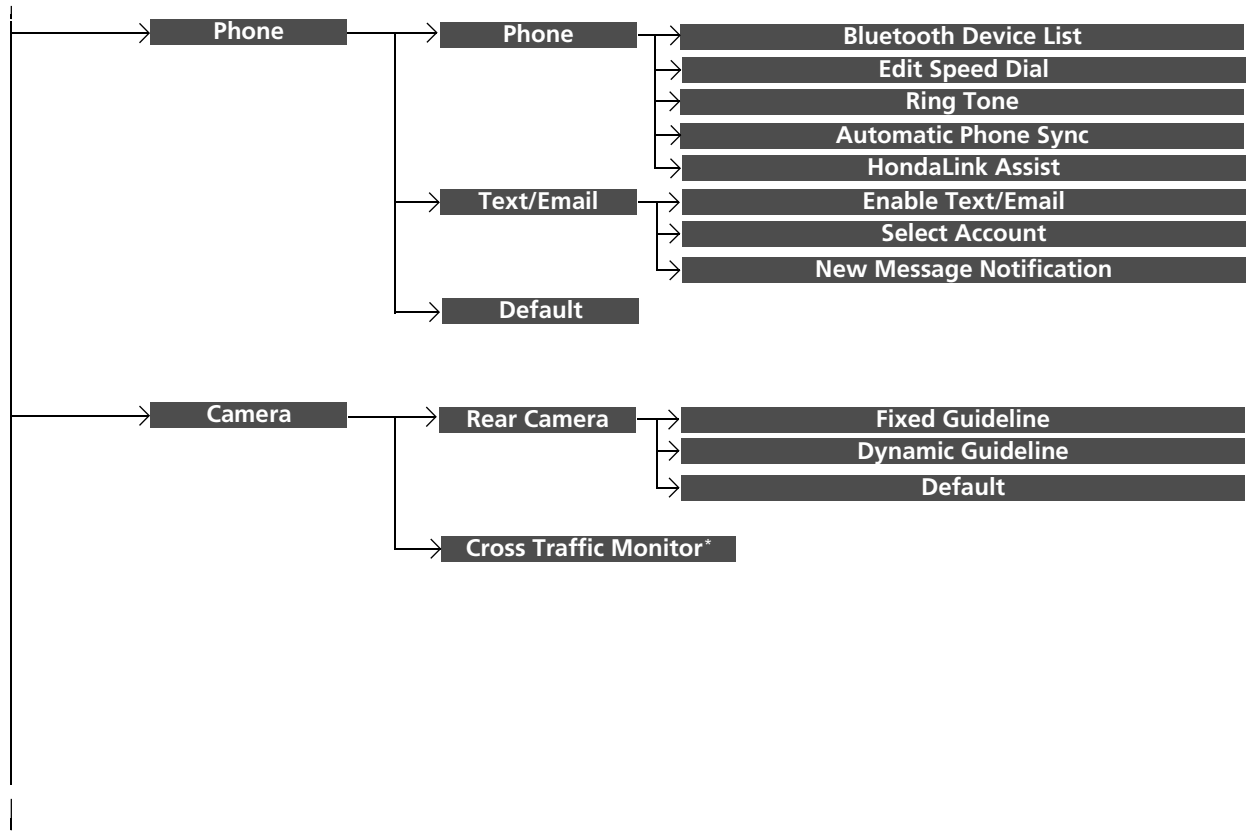 Phone
Phone
Bluetooth Device List
Edit Speed Dial
Ring Tone
Automatic Phone Sync
HondaLink Assist
Text/Email
Enable Text/Email
Select Account
New Message Notification
Default
Camera
Rear Camera
Fixed Guideline
Dynamic Guideline
Default
Cross Traffic Monitor*